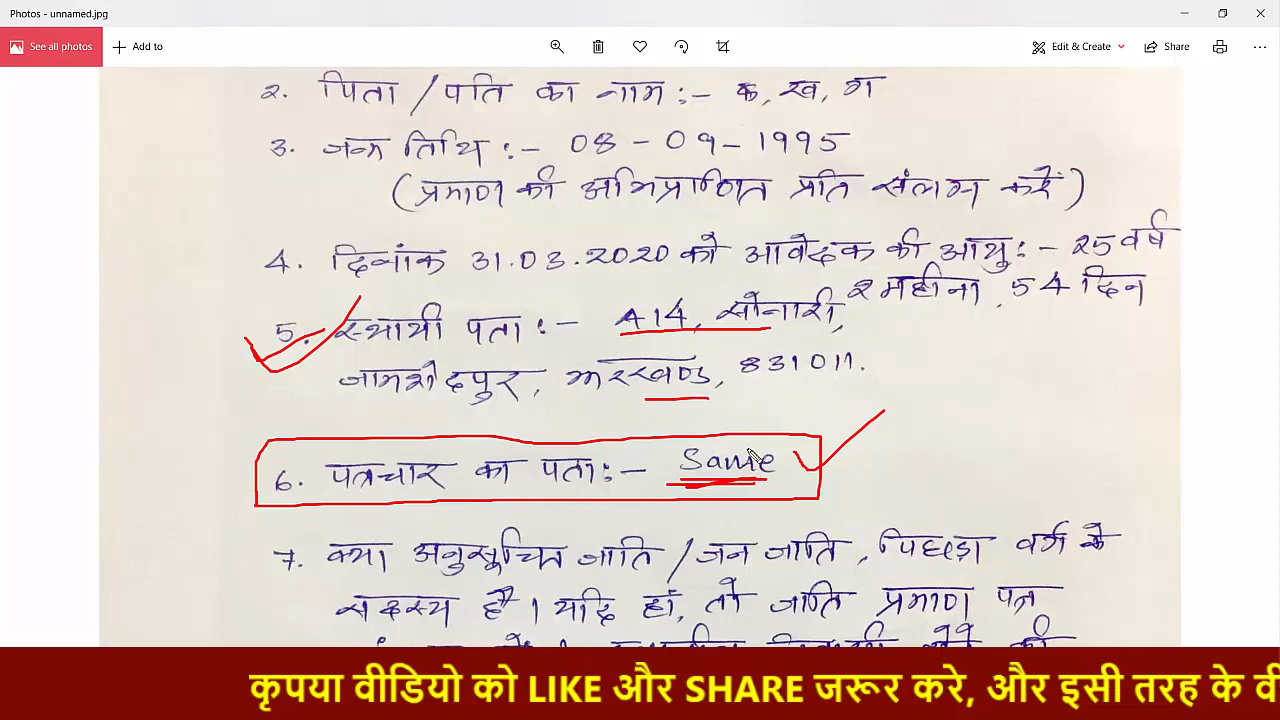 Photos - unnamed.jpg
See all photos
Add to
Edit & Create
Share
2. पिता / पति का नाम :- क, ख, ग
3. जन्म तिथि :- 08 - 09 - 1995
(प्रमाण की अभिप्राणित प्रति संलग्न करें)
4. दिनांक 31.03.2020 को आवेदक की आयु :- 25 वर्ष
2 महीना, 54 दिन
5. स्थायी पता :- A14, सोनारी,
जामशेदपुर, झारखण्ड, 831011.
6. पत्रचार का पता :- Same
7. क्या अनुसूचित जाति / जन जाति, पिछड़ा वर्ग के
सदस्य है। यदि हां, तो जाति प्रमाण पत्र
कृपया वीडियो को LIKE और SHARE जरूर करे, और इसी तरह के वी